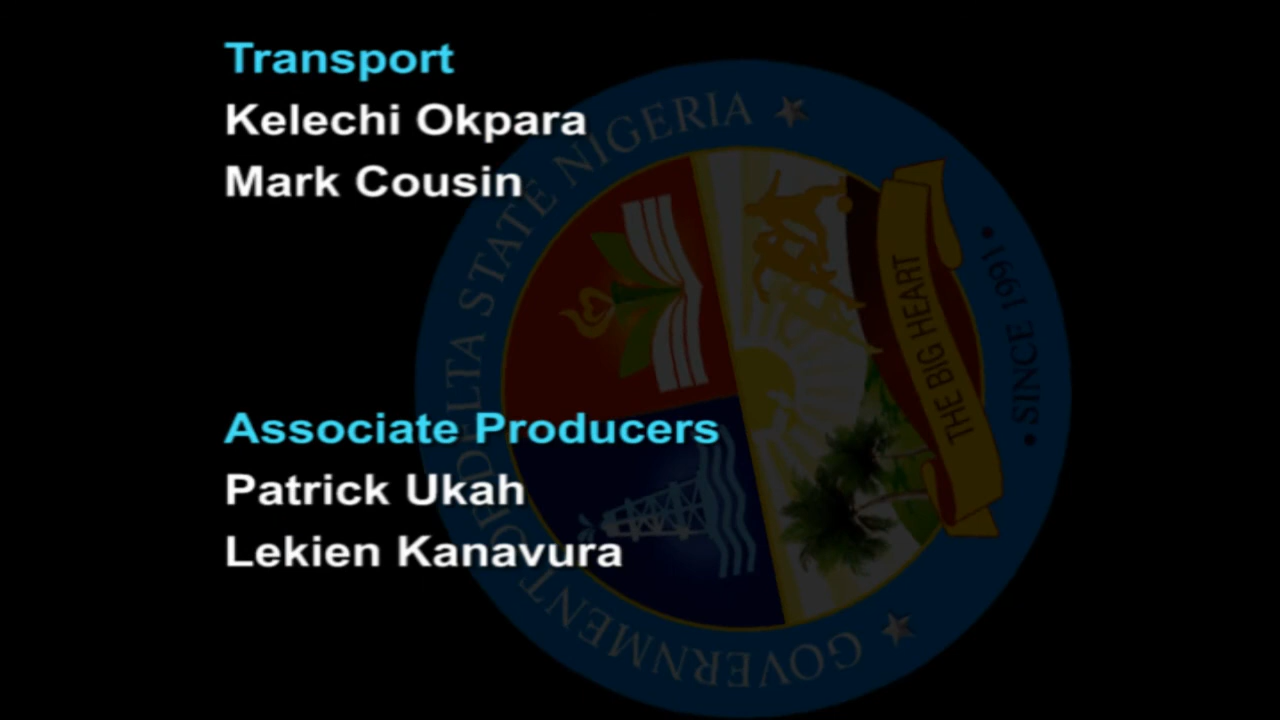 Transport
Kelechi Okpara
Mark Cousin
Associate Producers
Patrick Ukah
Lekien Kanavura
GOVERNMENT OF DELTA STATE NIGERIA
THE BIG HEART
• SINCE 1991 •